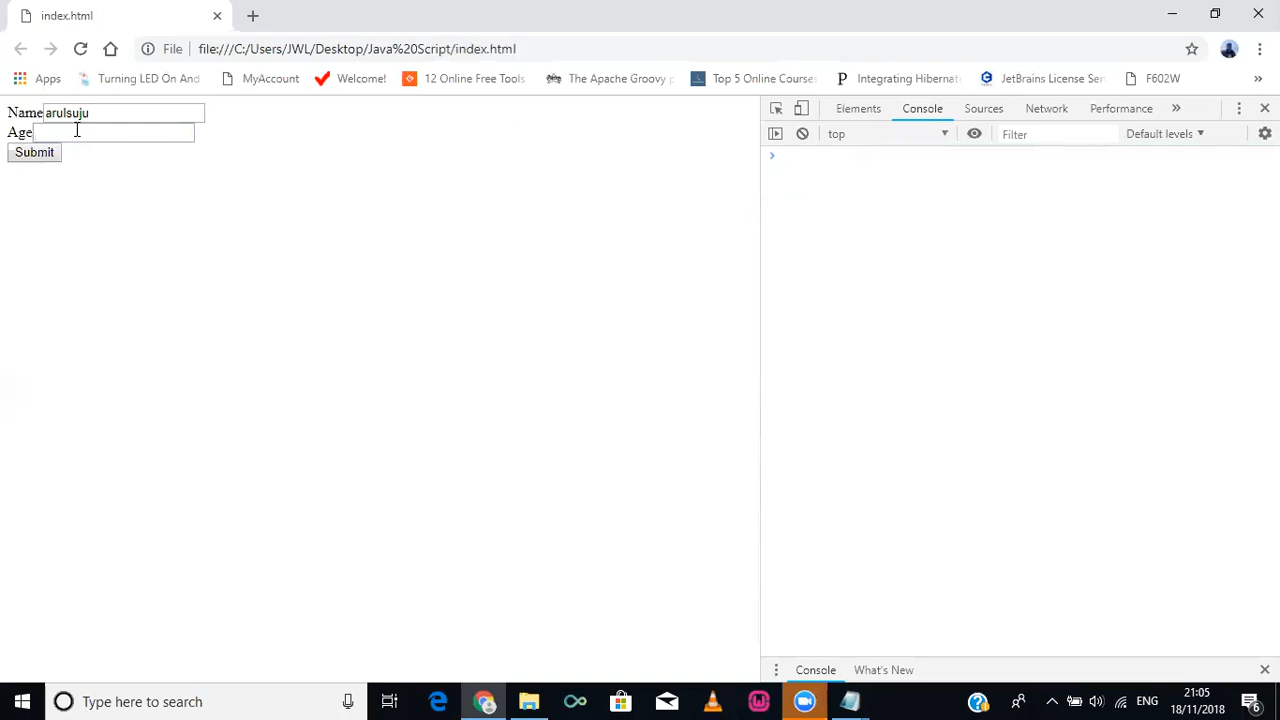 index.html
File file:///C:/Users/JWL/Desktop/Java%20Script/index.html
Apps Turning LED On And MyAccount Welcome! 12 Online Free Tools The Apache Groovy p Top 5 Online Courses Integrating Hibernat JetBrains License Sen F602W »
Name arulsuju
Age
Submit
Elements Console Sources Network Performance »
top Filter Default levels
Console What's New
Type here to search
ENG 21:05
18/11/2018 6